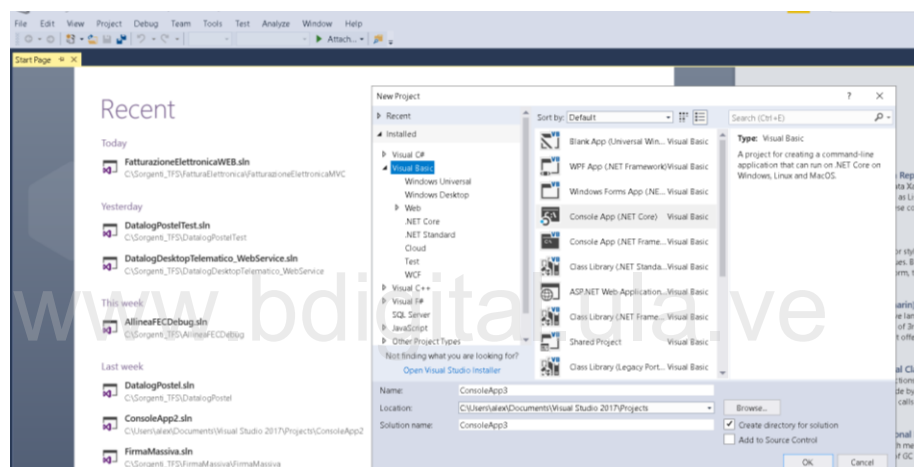 File Edit View Project Debug Team Tools Test Analyze Window Help
Attach...
Start Page
Recent
Today
FatturazioneElettronicaWEB.sln
C:\Sorgenti_TFS\FatturaElettronica\FatturazioneElettronicaMVC
Yesterday
DatalogPostelTest.sln
C:\Sorgenti_TFS\DatalogPostelTest
DatalogDesktopTelematico_WebService.sln
C:\Sorgenti_TFS\DatalogDesktopTelematico_WebService
This week
AllineaFECDebug.sln
C:\Sorgenti_TFS\AllineaFECDebug
Last week
DatalogPostel.sln
C:\Sorgenti_TFS\DatalogPostel
ConsoleApp2.sln
C:\Users\alex\Documents\Visual Studio 2017\Projects\ConsoleApp2
FirmaMassiva.sln
C:\Sorgenti_TFS\FirmaMassiva\FirmaMassiva
New Project
Recent
Installed
Visual C#
Visual Basic
Windows Universal
Windows Desktop
Web
.NET Core
.NET Standard
Cloud
Test
WCF
Visual C++
Visual F#
SQL Server
JavaScript
Other Project Types
Not finding what you are looking for?
Open Visual Studio Installer
Sort by: Default
Blank App (Universal Win... Visual Basic
WPF App (.NET Framework) Visual Basic
Windows Forms App (.NE... Visual Basic
Console App (.NET Core) Visual Basic
Console App (.NET Frame... Visual Basic
Class Library (.NET Standa... Visual Basic
ASP.NET Web Application... Visual Basic
Class Library (.NET Frame... Visual Basic
Shared Project Visual Basic
Class Library (Legacy Port... Visual Basic
Search (Ctrl+E)
Type: Visual Basic
A project for creating a command-line
application that can run on .NET Core on
Windows, Linux and MacOS.
Name: ConsoleApp3
Location: C:\Users\alex\Documents\Visual Studio 2017\Projects
Browse...
Solution name: ConsoleApp3
Create directory for solution
Add to Source Control
OK Cancel
www.bdigital.ula.ve